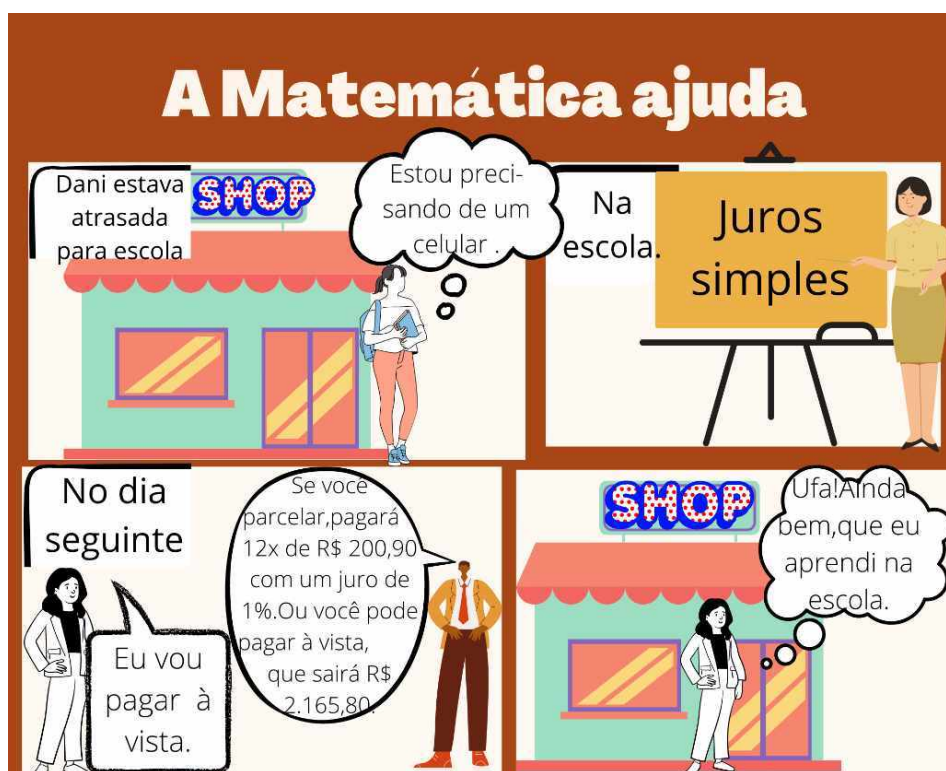 A Matemática ajuda
Dani estava
atrasada
para escola
SHOP
Estou preci-
sando de um
celular .
Na
escola.
Juros
simples
No dia
seguinte
Eu vou
pagar à
vista.
Se você
parcelar,pagará
12x de R$ 200,90
com um juro de
1%.Ou você pode
pagar à vista,
que sairá R$
2.165,80.
SHOP
Ufa!Ainda
bem,que eu
aprendi na
escola.